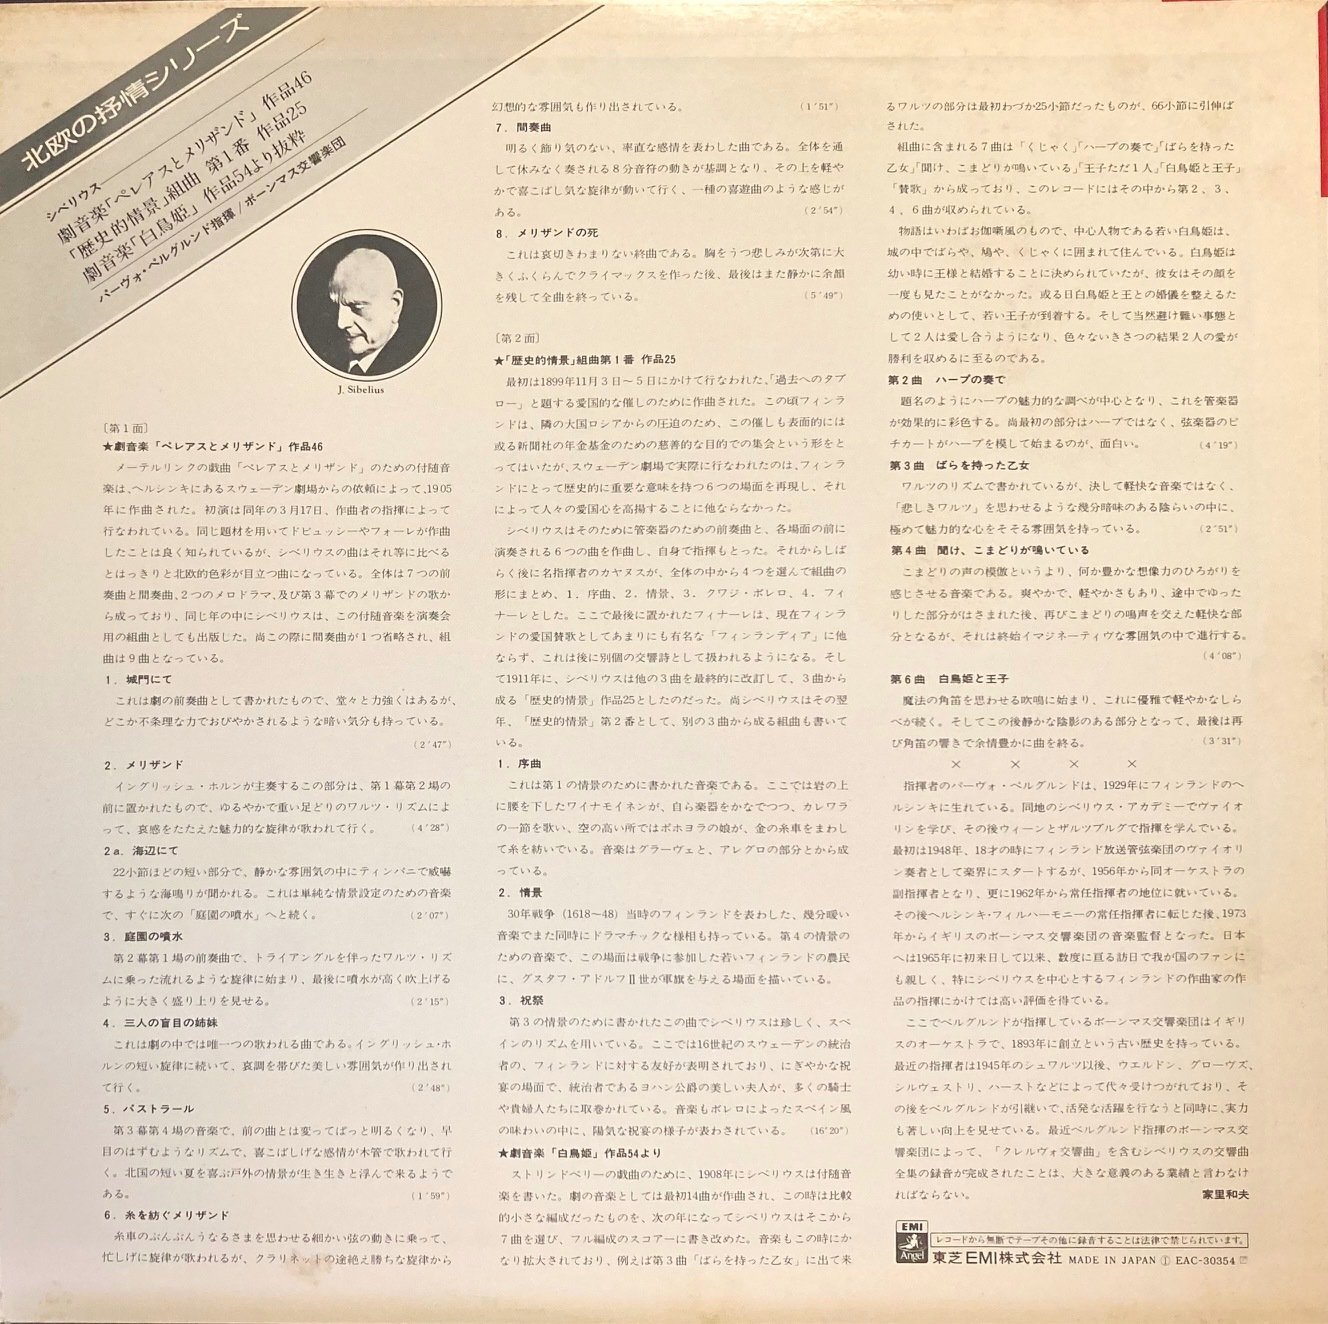 北欧の抒情シリーズ
シベリウス
劇音楽「ペレアスとメリザンド」作品46
「歴史的情景」組曲 第1番 作品25
劇音楽「白鳥姫」作品54より抜粋
パーヴォ・ベルグルンド指揮/ボーンマス交響楽団
J. Sibelius
〔第1面〕
★劇音楽「ペレアスとメリザンド」作品46
メーテルリンクの戯曲「ペレアスとメリザンド」のための付随音
楽は、ヘルシンキにあるスウェーデン劇場からの依頼によって、1905
年に作曲された。初演は同年の3月17日、作曲者の指揮によって
行なわれている。同じ題材を用いてドビュッシーやフォーレが作曲
したことは良く知られているが、シベリウスの曲はそれ等に比べる
とはっきりと北欧的色彩が目立つ曲になっている。全体は7つの前
奏曲と間奏曲、2つのメロドラマ、及び第3幕でのメリザンドの歌か
ら成っており、同じ年の中にシベリウスは、この付随音楽を演奏会
用の組曲としても出版した。尚この際に間奏曲が1つ省略され、組
曲は9曲となっている。
1. 城門にて
これは劇の前奏曲として書かれたもので、堂々と力強くはあるが、
どこか不条理な力でおびやかされるような暗い気分も持っている。
(2′47″)
2. メリザンド
イングリッシュ・ホルンが主奏するこの部分は、第1幕第2場の
前に置かれたもので、ゆるやかで重い足どりのワルツ・リズムによ
って、哀感をたたえた魅力的な旋律が歌われて行く。 (4′28″)
2a. 海辺にて
22小節ほどの短い部分で、静かな雰囲気の中にティンパニで威嚇
するような海鳴りが聞かれる。これは単純な情景設定のための音楽
で、すぐに次の「庭園の噴水」へと続く。 (2′07″)
3. 庭園の噴水
第2幕第1場の前奏曲で、トライアングルを伴ったワルツ・リズ
ムに乗った流れるような旋律に始まり、最後に噴水が高く吹上げる
ように大きく盛り上りを見せる。 (2′15″)
4. 三人の盲目の姉妹
これは劇の中では唯一つの歌われる曲である。イングリッシュ・ホ
ルンの短い旋律に続いて、哀調を帯びた美しい雰囲気が作り出され
て行く。 (2′48″)
5. パストラール
第3幕第4場の音楽で、前の曲とは変ってぱっと明るくなり、早
目のはずむようなリズムで、喜こばしげな感情が木管で歌われて行
く。北国の短い夏を喜ぶ戸外の情景が生き生きと浮んで来るようで
ある。 (1′59″)
6. 糸を紡ぐメリザンド
糸車のぶんぶんうなるさまを思わせる細かい弦の動きに乗って、
忙しげに旋律が歌われるが、クラリネットの途絶え勝ちな旋律から
幻想的な雰囲気も作り出されている。 (1′51″)
7. 間奏曲
明るく飾り気のない、率直な感情を表わした曲である。全体を通
して休みなく奏される8分音符の動きが基調となり、その上を軽や
かで喜こばし気な旋律が動いて行く、一種の喜遊曲のような感じが
ある。 (2′54″)
8. メリザンドの死
これは哀切きわまりない終曲である。胸をうつ悲しみが次第に大
きくふくらんでクライマックスを作った後、最後はまた静かに余韻
を残して全曲を終っている。 (5′49″)
〔第2面〕
★「歴史的情景」組曲第1番 作品25
最初は1899年11月3日～5日にかけて行なわれた、「過去へのタブ
ロー」と題する愛国的な催しのために作曲された。この頃フィンラ
ンドは、隣の大国ロシアからの圧迫のため、この催しも表面的には
或る新聞社の年金基金のための慈善的な目的での集会という形をと
ってはいたが、スウェーデン劇場で実際に行なわれたのは、フィンラ
ンドにとって歴史的に重要な意味を持つ6つの場面を再現し、それ
によって人々の愛国心を高揚することに他ならなかった。
シベリウスはそのために管楽器のための前奏曲と、各場面の前に
演奏される6つの曲を作曲し、自身で指揮もとった。それからしば
らく後に名指揮者のカヤヌスが、全体の中から4つを選んで組曲の
形にまとめ、1．序曲、2．情景、3．クワジ・ボレロ、4．フィ
ナーレとした。ここで最後に置かれたフィナーレは、現在フィンラ
ンドの愛国賛歌としてあまりにも有名な「フィンランディア」に他
ならず、これは後に別個の交響詩として扱われるようになる。そし
て1911年に、シベリウスは他の3曲を最終的に改訂して、3曲から
成る「歴史的情景」作品25としたのだった。尚シベリウスはその翌
年、「歴史的情景」第2番として、別の3曲から成る組曲も書いて
いる。
1. 序曲
これは第1の情景のために書かれた音楽である。ここでは岩の上
に腰を下したワイナモイネンが、自ら楽器をかなでつつ、カレワラ
の一節を歌い、空の高い所ではポホヨラの娘が、金の糸車をまわし
て糸を紡いでいる。音楽はグラーヴェと、アレグロの部分とから成
っている。
2. 情景
30年戦争（1618～48）当時のフィンランドを表わした、幾分暖い
音楽でまた同時にドラマチックな様相も持っている。第4の情景の
ための音楽で、この場面は戦争に参加した若いフィンランドの農民
に、グスタフ・アドルフⅡ世が軍旗を与える場面を描いている。
3. 祝祭
第3の情景のために書かれたこの曲でシベリウスは珍しく、スペ
インのリズムを用いている。ここでは16世紀のスウェーデンの統治
者の、フィンランドに対する友好が表明されており、にぎやかな祝
宴の場面で、統治者であるヨハン公爵の美しい夫人が、多くの騎士
や貴婦人たちに取巻かれている。音楽もボレロによったスペイン風
の味わいの中に、陽気な祝宴の様子が表わされている。 (16′20″)
★劇音楽「白鳥姫」作品54より
ストリンドベリーの戯曲のために、1908年にシベリウスは付随音
楽を書いた。劇の音楽としては最初14曲が作曲され、この時は比較
的小さな編成だったものを、次の年になってシベリウスはそこから
7曲を選び、フル編成のスコアーに書き改めた。音楽もこの時にか
なり拡大されており、例えば第3曲「ばらを持った乙女」に出て来
るワルツの部分は最初わづか25小節だったものが、66小節に引伸ば
された。
組曲に含まれる7曲は「くじゃく」「ハープの奏で」「ばらを持った
乙女」「聞け、こまどりが鳴いている」「王子ただ1人」「白鳥姫と王子」
「賛歌」から成っており、このレコードにはその中から第2、3、
4、6曲が収められている。
物語はいわばお伽噺風のもので、中心人物である若い白鳥姫は、
城の中でばらや、鳩や、くじゃくに囲まれて住んでいる。白鳥姫は
幼い時に王様と結婚することに決められていたが、彼女はその顔を
一度も見たことがなかった。或る日白鳥姫と王との婚儀を整えるた
めの使いとして、若い王子が到着する。そして当然避け難い事態と
して2人は愛し合うようになり、色々ないきさつの結果2人の愛が
勝利を収めるに至るのである。
第2曲 ハープの奏で
題名のようにハープの魅力的な調べが中心となり、これを管楽器
が効果的に彩色する。尚最初の部分はハープではなく、弦楽器のピ
チカートがハープを模して始まるのが、面白い。 (4′19″)
第3曲 ばらを持った乙女
ワルツのリズムで書かれているが、決して軽快な音楽ではなく、
「悲しきワルツ」を思わせるような幾分暗味のある陰らいの中に、
極めて魅力的な心をそそる雰囲気を持っている。 (2′51″)
第4曲 聞け、こまどりが鳴いている
こまどりの声の模倣というより、何か豊かな想像力のひろがりを
感じさせる音楽である。爽やかで、軽やかさもあり、途中でゆった
りした部分がはさまれた後、再びこまどりの鳴声を交えた軽快な部
分となるが、それは終始イマジネーティヴな雰囲気の中で進行する。
(4′08″)
第6曲 白鳥姫と王子
魔法の角笛を思わせる吹鳴に始まり、これに優雅で軽やかなしら
べが続く。そしてこの後静かな陰影のある部分となって、最後は再
び角笛の響きで余情豊かに曲を終る。 (3′31″)
× × × ×
指揮者のパーヴォ・ベルグルンドは、1929年にフィンランドのヘ
ルシンキに生れている。同地のシベリウス・アカデミーでヴァイオ
リンを学び、その後ウィーンとザルツブルグで指揮を学んでいる。
最初は1948年、18才の時にフィンランド放送管弦楽団のヴァイオリ
ン奏者として楽界にスタートするが、1956年から同オーケストラの
副指揮者となり、更に1962年から常任指揮者の地位に就いている。
その後ヘルシンキ・フィルハーモニーの常任指揮者に転じた後、1973
年からイギリスのボーンマス交響楽団の音楽監督となった。日本
へは1965年に初来日して以来、数度に亘る訪日で我が国のファンに
も親しく、特にシベリウスを中心とするフィンランドの作曲家の作
品の指揮にかけては高い評価を得ている。
ここでベルグルンドが指揮しているボーンマス交響楽団はイギリ
スのオーケストラで、1893年に創立という古い歴史を持っている。
最近の指揮者は1945年のシュワルツ以後、ウエルドン、グローヴズ、
シルヴェストリ、ハーストなどによって代々受けつがれており、そ
の後をベルグルンドが引継いで、活発な活躍を行なうと同時に、実力
も著しい向上を見せている。最近ベルグルンド指揮のボーンマス交
響楽団によって、「クレルヴォ交響曲」を含むシベリウスの交響曲
全集の録音が完成されたことは、大きな意義のある業績と言わなけ
ればならない。 家里和夫
EMI
Angel
レコードから無断でテープその他に録音することは法律で禁じられています。
東芝EMI株式会社 MADE IN JAPAN Ⓘ EAC-30354